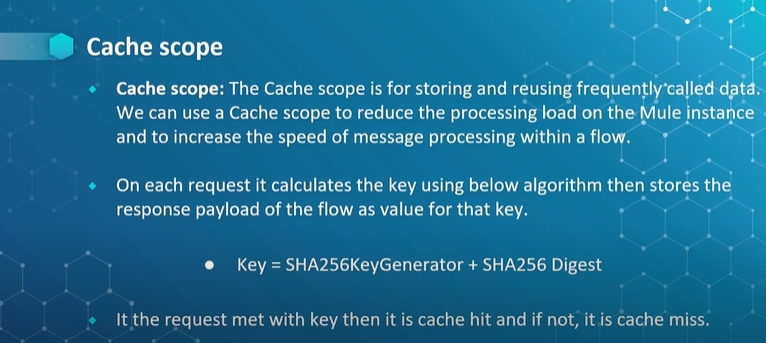 Cache scope
Cache scope: The Cache scope is for storing and reusing frequently called data.
We can use a Cache scope to reduce the processing load on the Mule instance
and to increase the speed of message processing within a flow.
On each request it calculates the key using below algorithm then stores the
response payload of the flow as value for that key.
Key = SHA256KeyGenerator + SHA256 Digest
It the request met with key then it is cache hit and if not, it is cache miss.